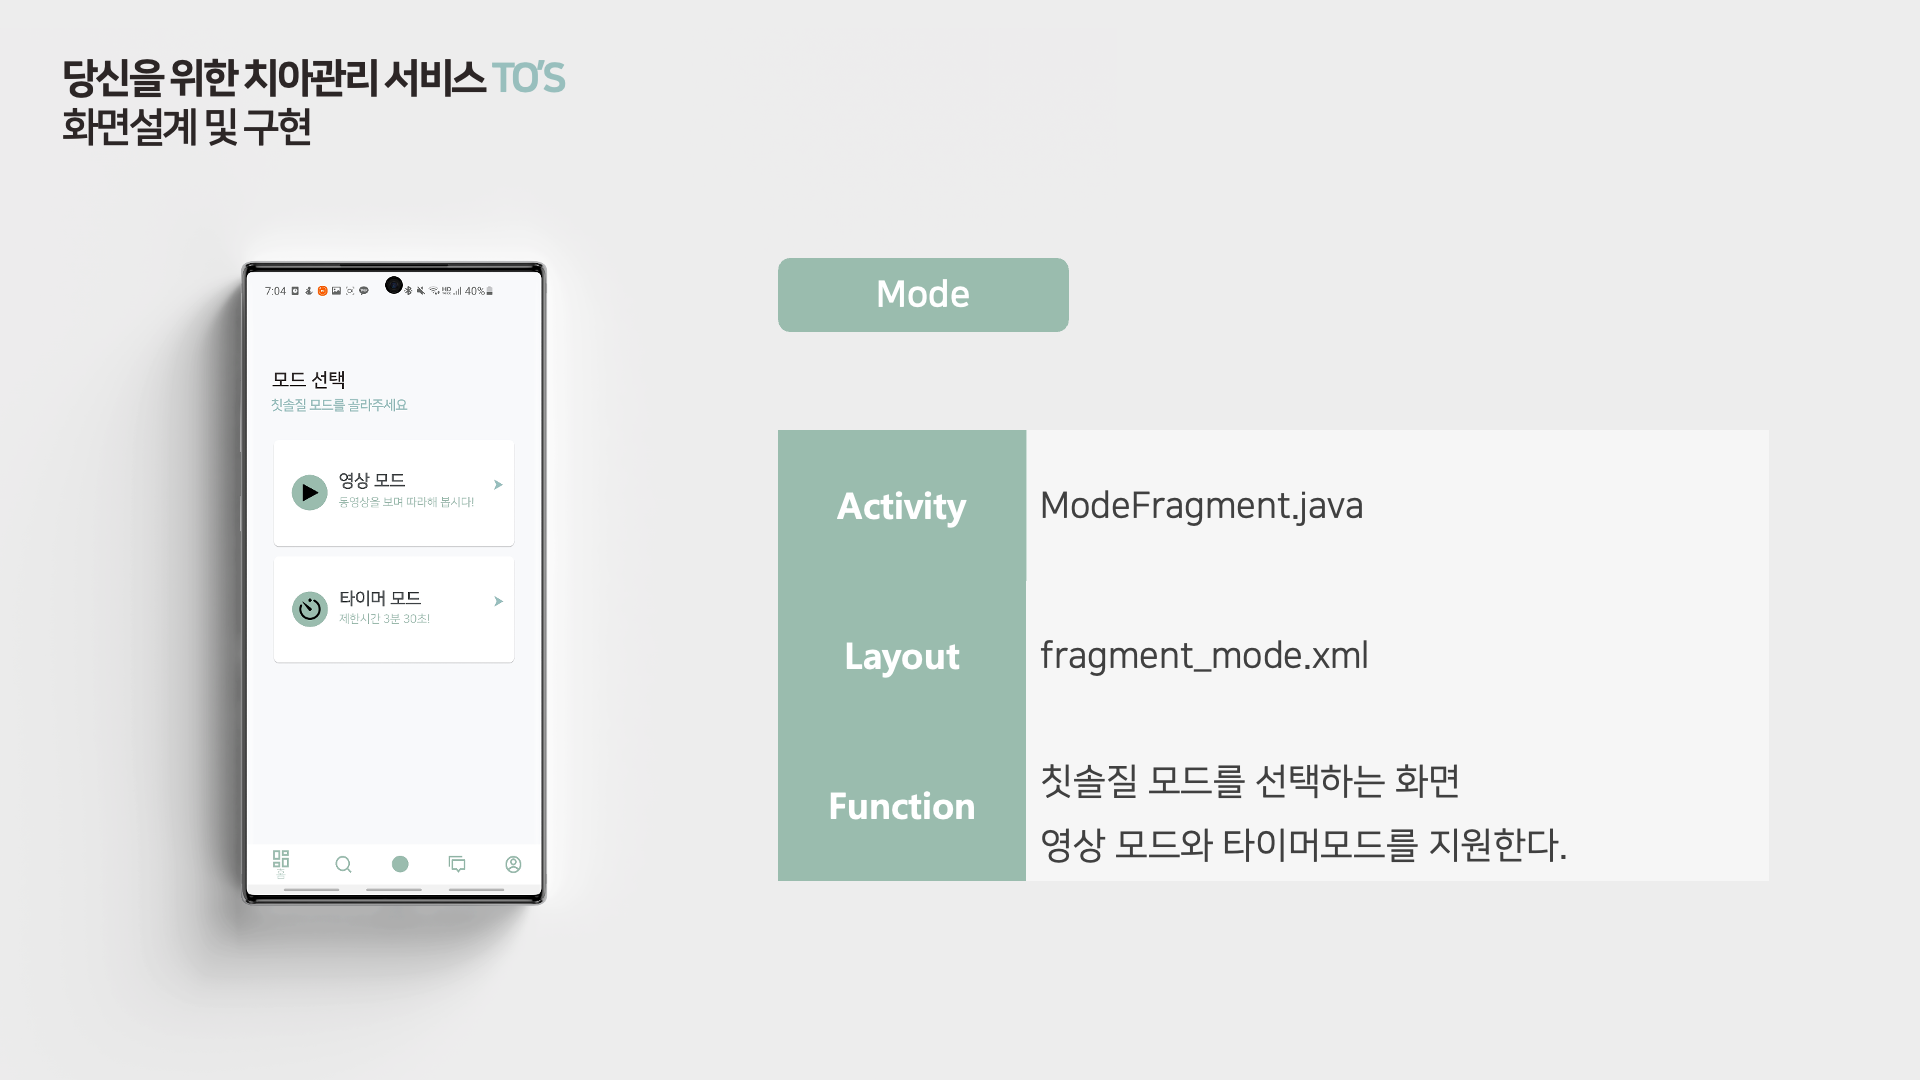 당신을 위한 치아관리 서비스 TO'S
화면설계 및 구현
7:04
40%
모드 선택
칫솔질 모드를 골라주세요
영상 모드
동영상을 보며 따라해 봅시다!
타이머 모드
제한시간 3분 30초!
홈
Mode
Activity
ModeFragment.java
Layout
fragment_mode.xml
Function
칫솔질 모드를 선택하는 화면
영상 모드와 타이머모드를 지원한다.